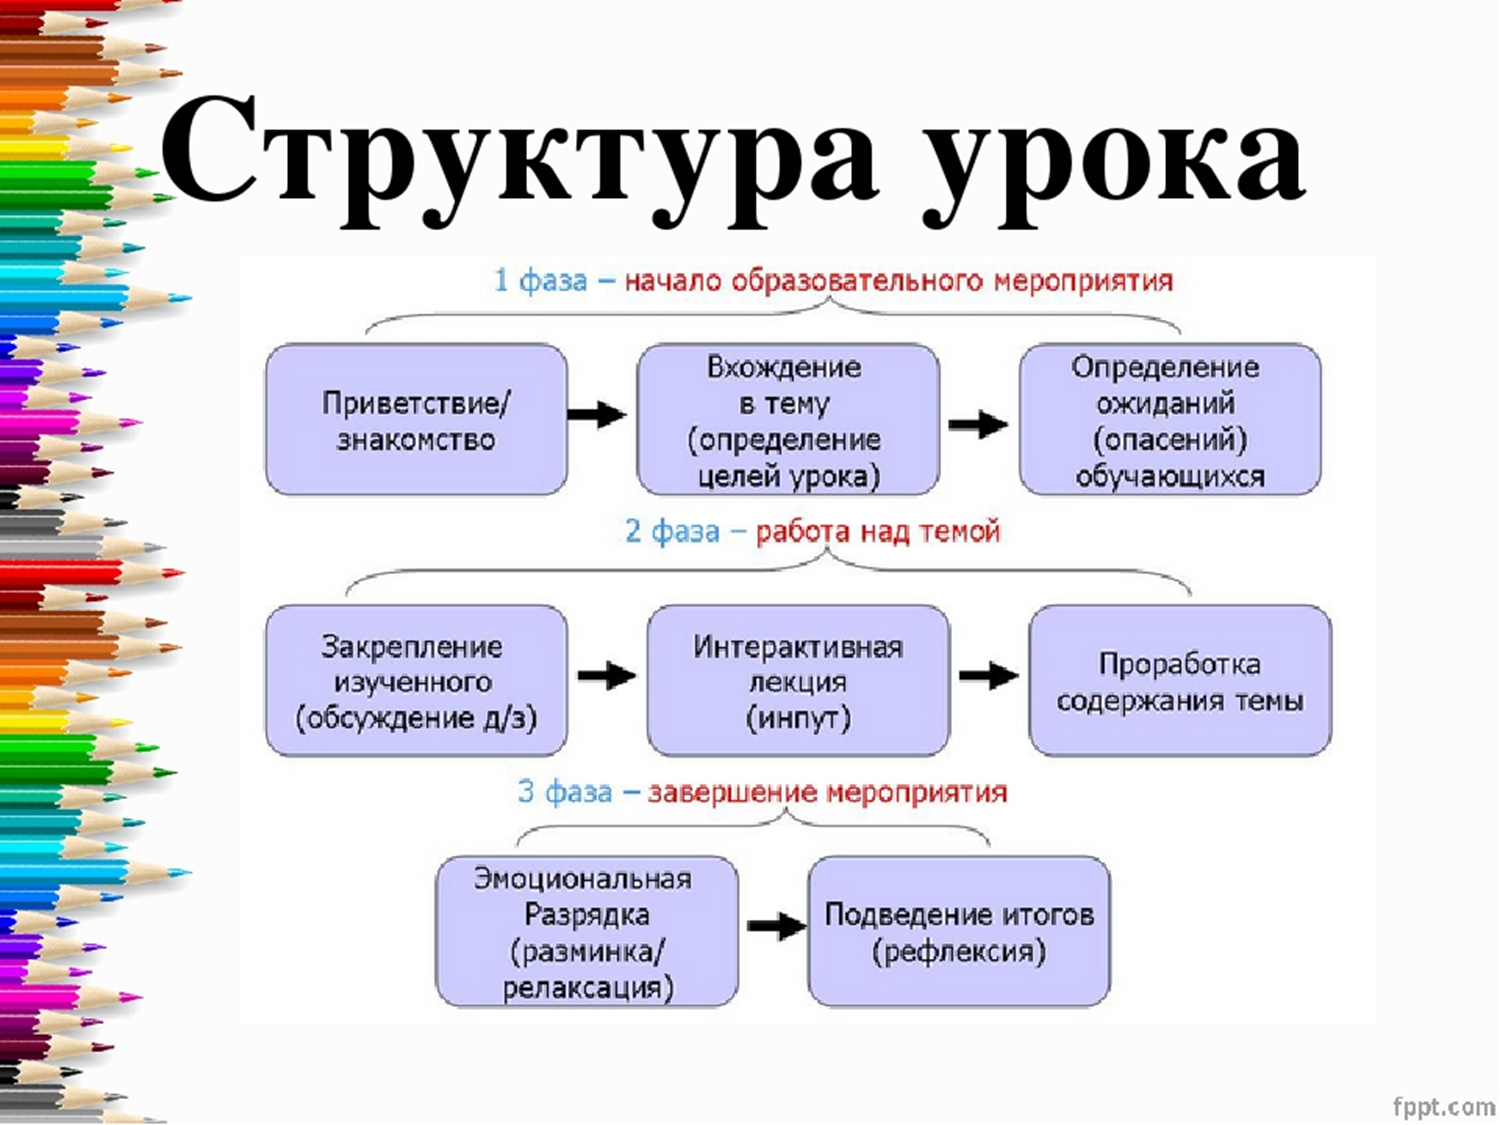 Структура урока
1 фаза – начало образовательного мероприятия
Приветствие/
знакомство
Вхождение
в тему
(определение
целей урока)
Определение
ожиданий
(опасений)
обучающихся
2 фаза – работа над темой
Закрепление
изученного
(обсуждение д/з)
Интерактивная
лекция
(инпут)
Проработка
содержания темы
3 фаза – завершение мероприятия
Эмоциональная
Разрядка
(разминка/
релаксация)
Подведение итогов
(рефлексия)
fppt.com